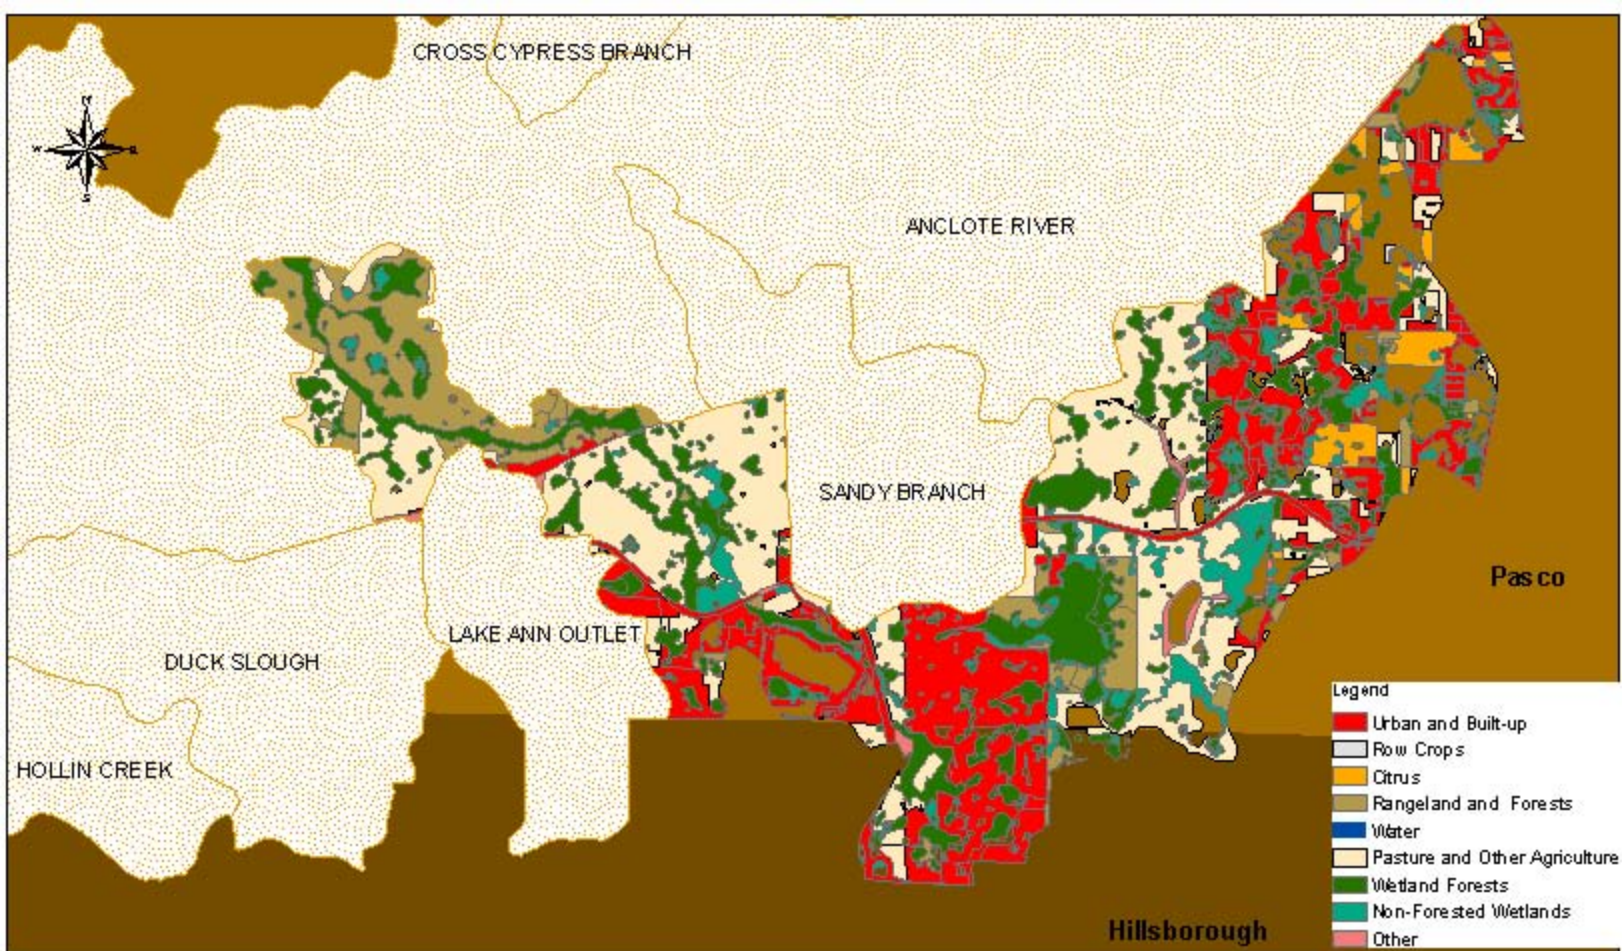 CROSS CYPRESS BRANCH
N
W
S
ANCLOTE RIVER
SANDY BRANCH
Pasco
LAKE ANN OUTLET
DUCK SLOUGH
HOLLIN CREEK
Legend
Urban and Built-up
Row Crops
Citrus
Rangeland and Forests
Water
Pasture and Other Agriculture
Wetland Forests
Non-Forested Wetlands
Other
Hillsborough